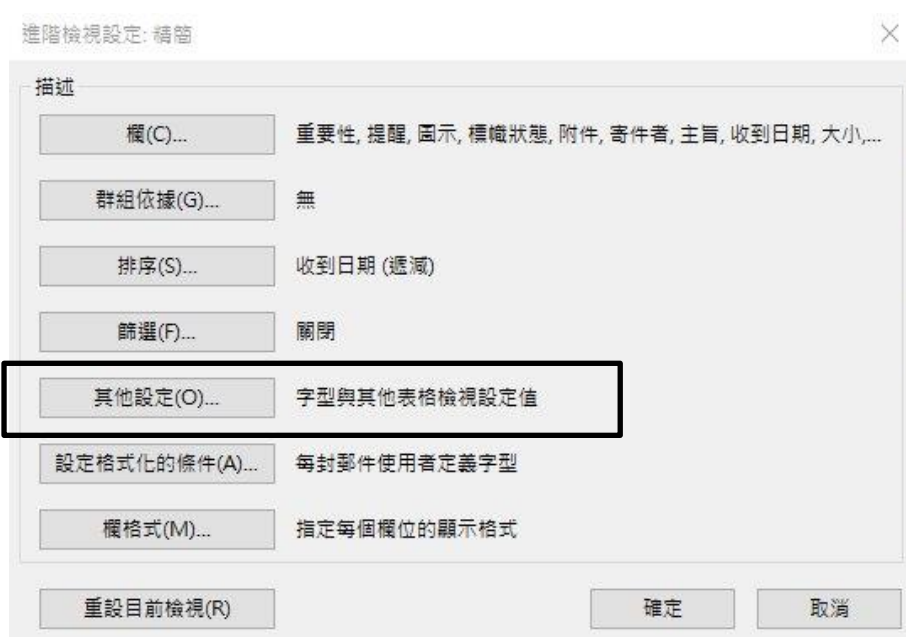 進階檢視設定: 精簡
描述
欄(C)... 重要性, 提醒, 圖示, 標幟狀態, 附件, 寄件者, 主旨, 收到日期, 大小,...
群組依據(G)... 無
排序(S)... 收到日期 (遞減)
篩選(F)... 關閉
其他設定(O)... 字型與其他表格檢視設定值
設定格式化的條件(A)... 每封郵件使用者定義字型
欄格式(M)... 指定每個欄位的顯示格式
重設目前檢視(R) 確定 取消